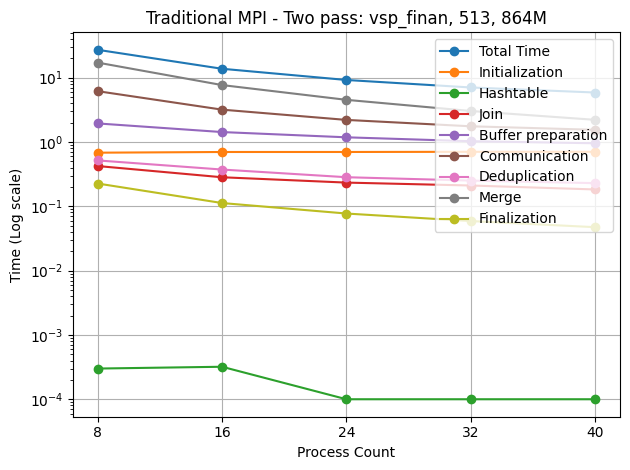 Traditional MPI - Two pass: vsp_finan, 513, 864M
Total Time
Initialization
Hashtable
Join
Buffer preparation
Communication
Deduplication
Merge
Finalization
Time (Log scale)
10¹
10⁰
10⁻¹
10⁻²
10⁻³
10⁻⁴
8 16 24 32 40
Process Count